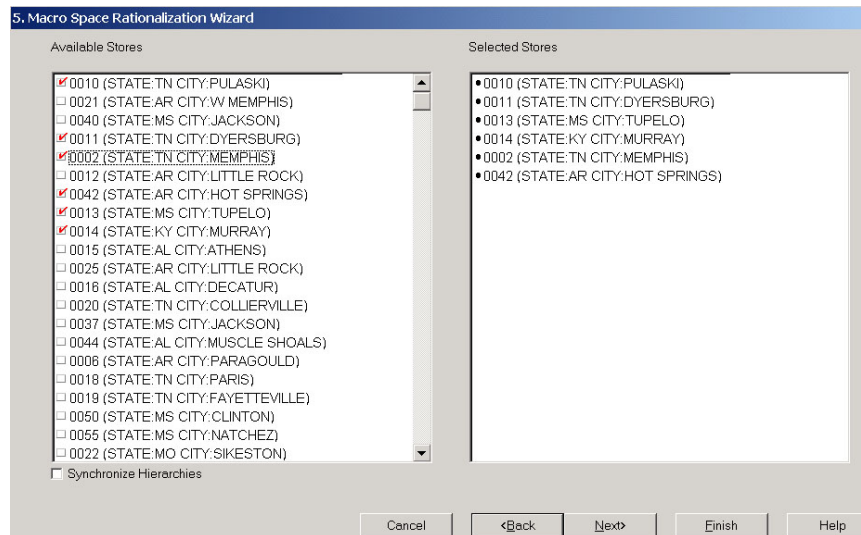 5. Macro Space Rationalization Wizard
Available Stores
0010 (STATE:TN CITY:PULASKI)
0021 (STATE:AR CITY:W MEMPHIS)
0040 (STATE:MS CITY:JACKSON)
0011 (STATE:TN CITY:DYERSBURG)
0002 (STATE:TN CITY:MEMPHIS)
0012 (STATE:AR CITY:LITTLE ROCK)
0042 (STATE:AR CITY:HOT SPRINGS)
0013 (STATE:MS CITY:TUPELO)
0014 (STATE:KY CITY:MURRAY)
0015 (STATE:AL CITY:ATHENS)
0025 (STATE:AR CITY:LITTLE ROCK)
0016 (STATE:AL CITY:DECATUR)
0020 (STATE:TN CITY:COLLIERVILLE)
0037 (STATE:MS CITY:JACKSON)
0044 (STATE:AL CITY:MUSCLE SHOALS)
0006 (STATE:AR CITY:PARAGOULD)
0018 (STATE:TN CITY:PARIS)
0019 (STATE:TN CITY:FAYETTEVILLE)
0050 (STATE:MS CITY:CLINTON)
0055 (STATE:MS CITY:NATCHEZ)
0022 (STATE:MO CITY:SIKESTON)
Synchronize Hierarchies
Selected Stores
0010 (STATE:TN CITY:PULASKI)
0011 (STATE:TN CITY:DYERSBURG)
0013 (STATE:MS CITY:TUPELO)
0014 (STATE:KY CITY:MURRAY)
0002 (STATE:TN CITY:MEMPHIS)
0042 (STATE:AR CITY:HOT SPRINGS)
Cancel
<Back
Next>
Finish
Help